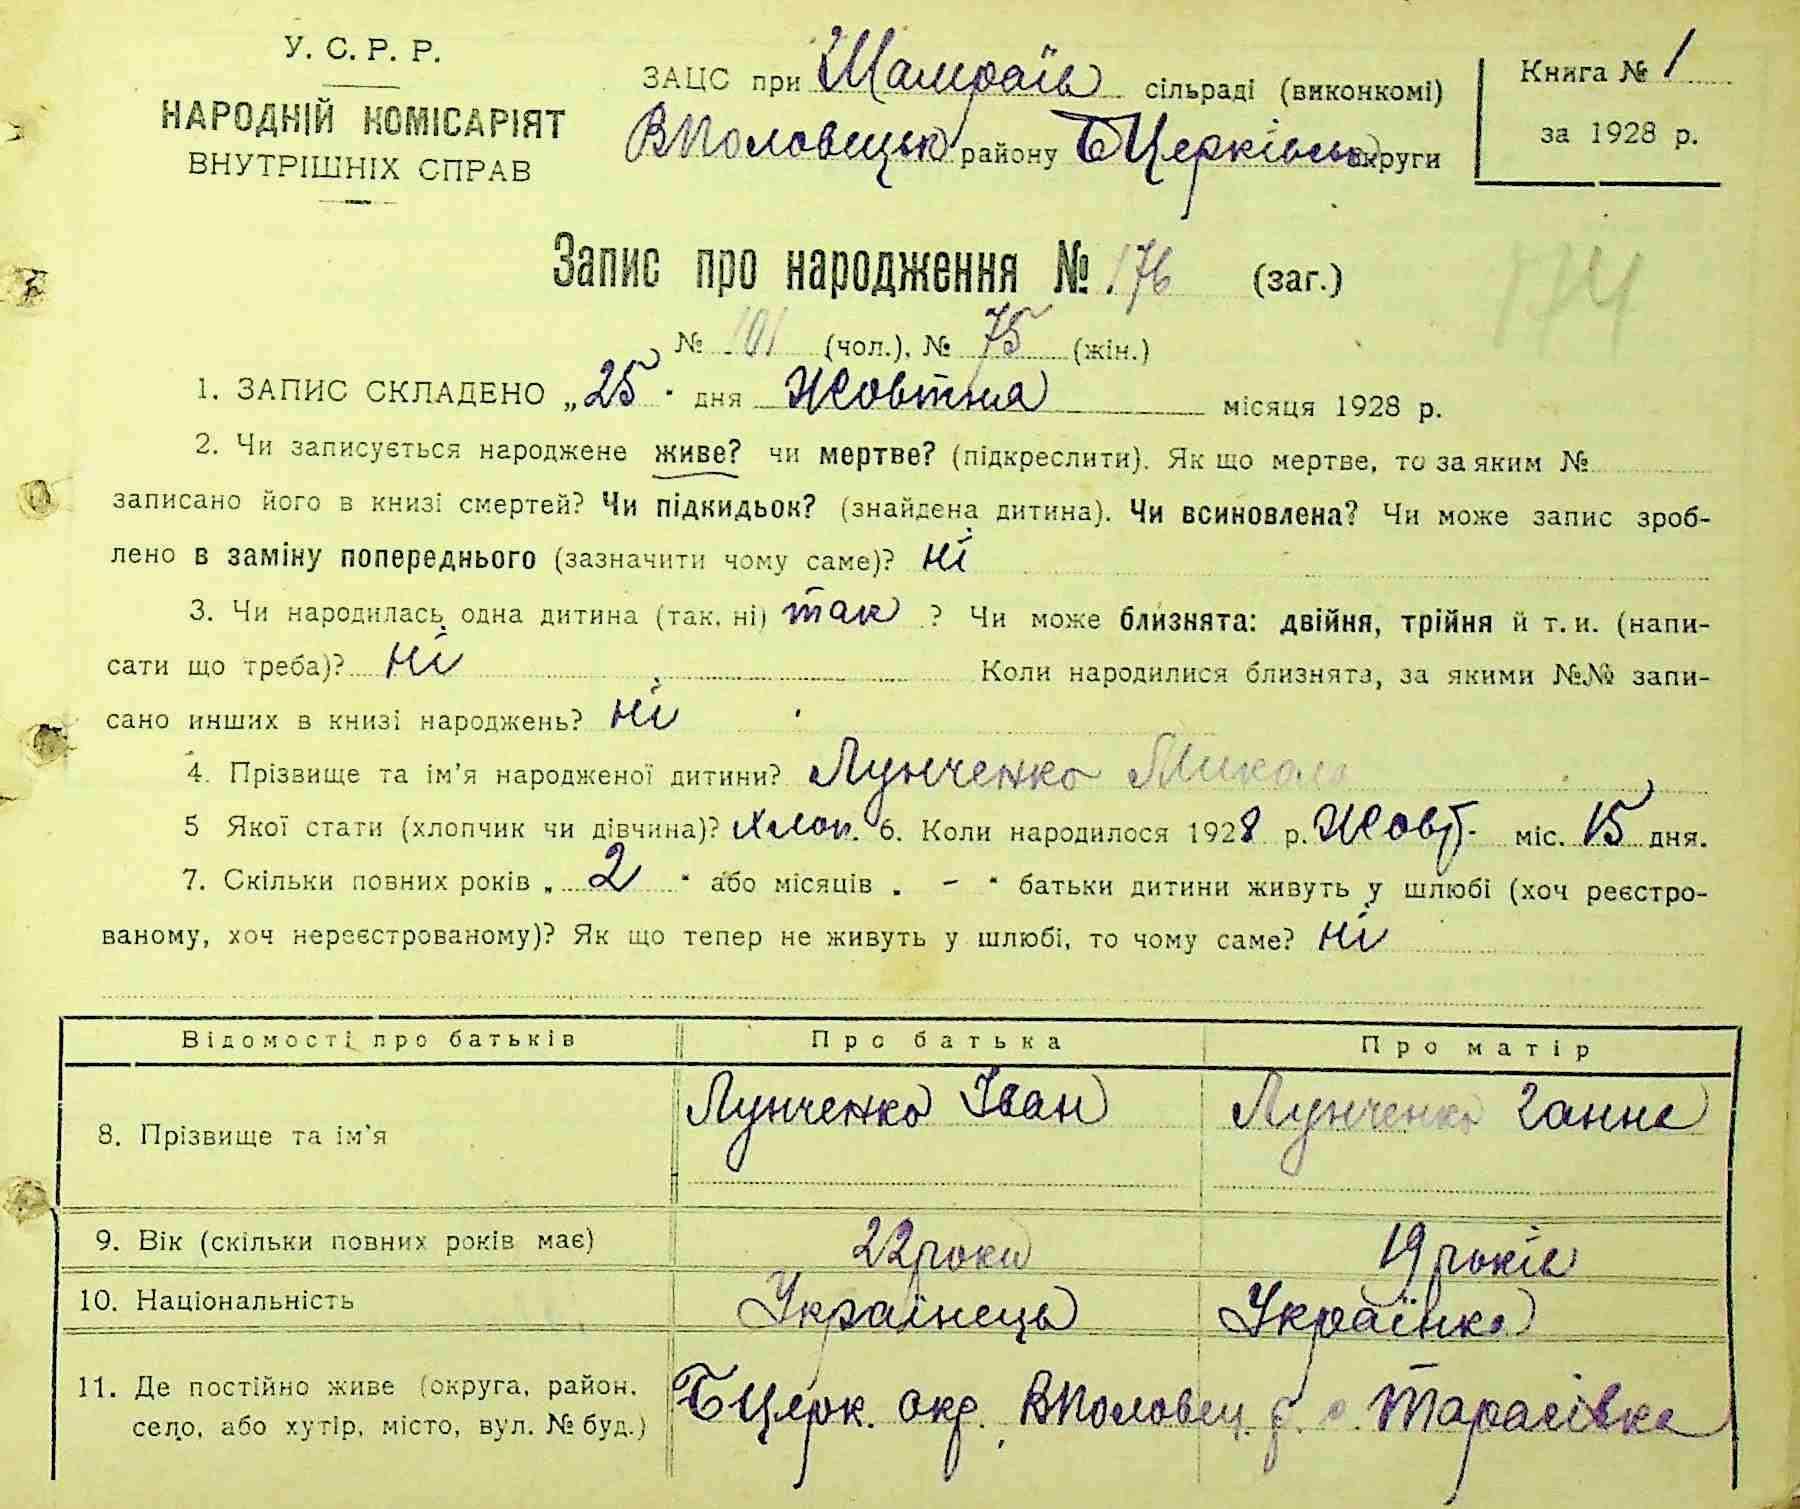 У. С. Р. Р.
НАРОДНІЙ КОМІСАРІЯТ
ВНУТРІШНІХ СПРАВ
ЗАЦС при Шамраїв сільраді (виконкомі)
ВПоловецьк району БЦерківськ округи
Книга № 1
за 1928 р.
Запис про народження № 176 (заг.)
174
№ 101 (чол.), № 75 (жін.)
1. ЗАПИС СКЛАДЕНО „25" дня Жовтня місяця 1928 р.
2. Чи записується народжене живе? чи мертве? (підкреслити). Як що мертве, то за яким №
записано його в книзі смертей? Чи підкидьок? (знайдена дитина). Чи всиновлена? Чи може запис зроб-
лено в заміну попереднього (зазначити чому саме)? ні
3. Чи народилась одна дитина (так, ні) так ? Чи може близнята: двійня, трійня й т. и. (напи-
сати що треба)? ні Коли народилися близнята, за якими №№ запи-
сано инших в книзі народжень? ні
4. Прізвище та ім'я народженої дитини? Лунченко Микола
5 Якої стати (хлопчик чи дівчина)? хлоп. 6. Коли народилося 1928 р. Жовт. міс. 15 дня.
7. Скільки повних років „ 2 " або місяців „ - " батьки дитини живуть у шлюбі (хоч реєстро-
ваному, хоч нереєстрованому)? Як що тепер не живуть у шлюбі, то чому саме? ні
Відомості про батьків Про батька Про матір
8. Прізвище та ім'я Лунченко Іван Лунченко Ганна
9. Вік (скільки повних років має) 22 роки 19 років
10. Національність Українець Українка
11. Де постійно живе (округа, район, село, або хутір, місто, вул. № буд.) БЦерк. окр. ВПоловец. р. с. Тарасівка